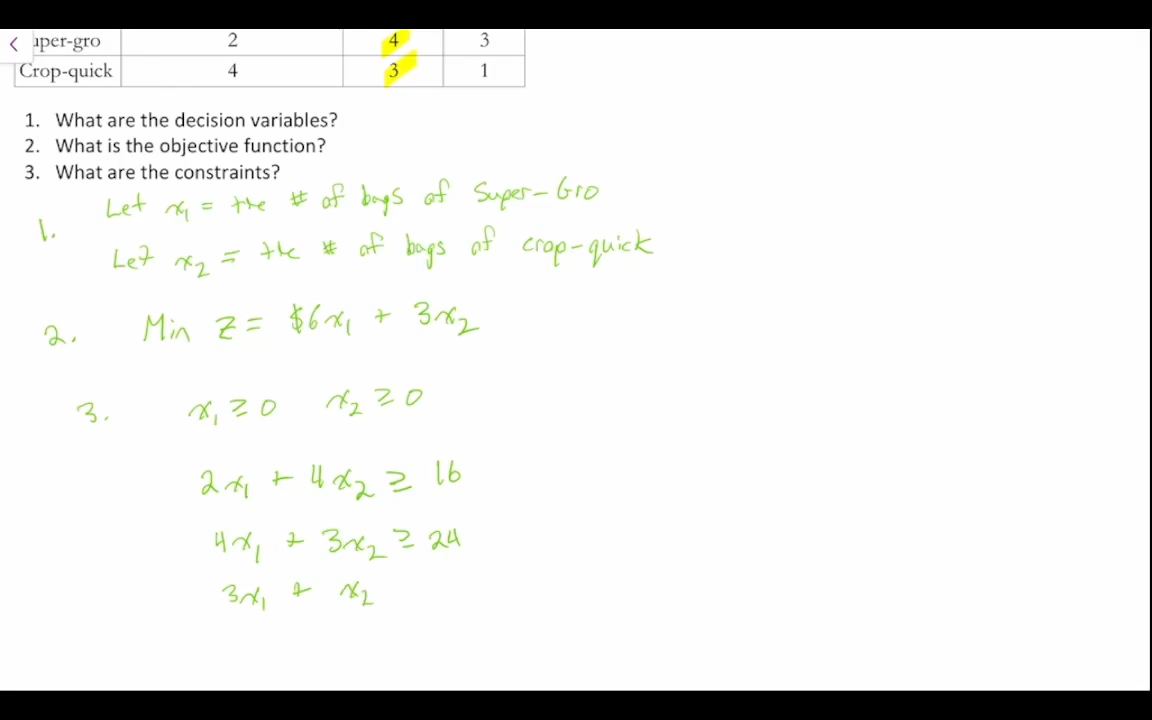 uper-gro 2 4 3
Crop-quick 4 3 1
1. What are the decision variables?
2. What is the objective function?
3. What are the constraints?
1. Let x₁ = the # of bags of Super-Gro
Let x₂ = the # of bags of crop-quick
2. Min Z = $6x₁ + 3x₂
3. x₁ ≥ 0 x₂ ≥ 0
2x₁ + 4x₂ ≥ 16
4x₁ + 3x₂ ≥ 24
3x₁ + x₂